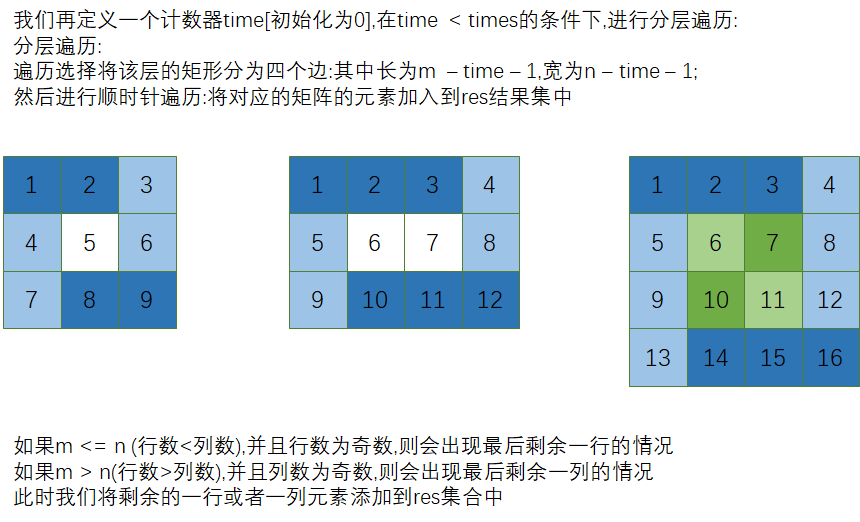 我们再定义一个计数器time[初始化为0],在time < times的条件下,进行分层遍历:
分层遍历:
遍历选择将该层的矩形分为四个边:其中长为m – time – 1,宽为n – time – 1;
然后进行顺时针遍历:将对应的矩阵的元素加入到res结果集中
1 2 3
4 5 6
7 8 9
1 2 3 4
5 6 7 8
9 10 11 12
1 2 3 4
5 6 7 8
9 10 11 12
13 14 15 16
如果m <= n (行数<列数),并且行数为奇数,则会出现最后剩余一行的情况
如果m > n(行数>列数),并且列数为奇数,则会出现最后剩余一列的情况
此时我们将剩余的一行或者一列元素添加到res集合中